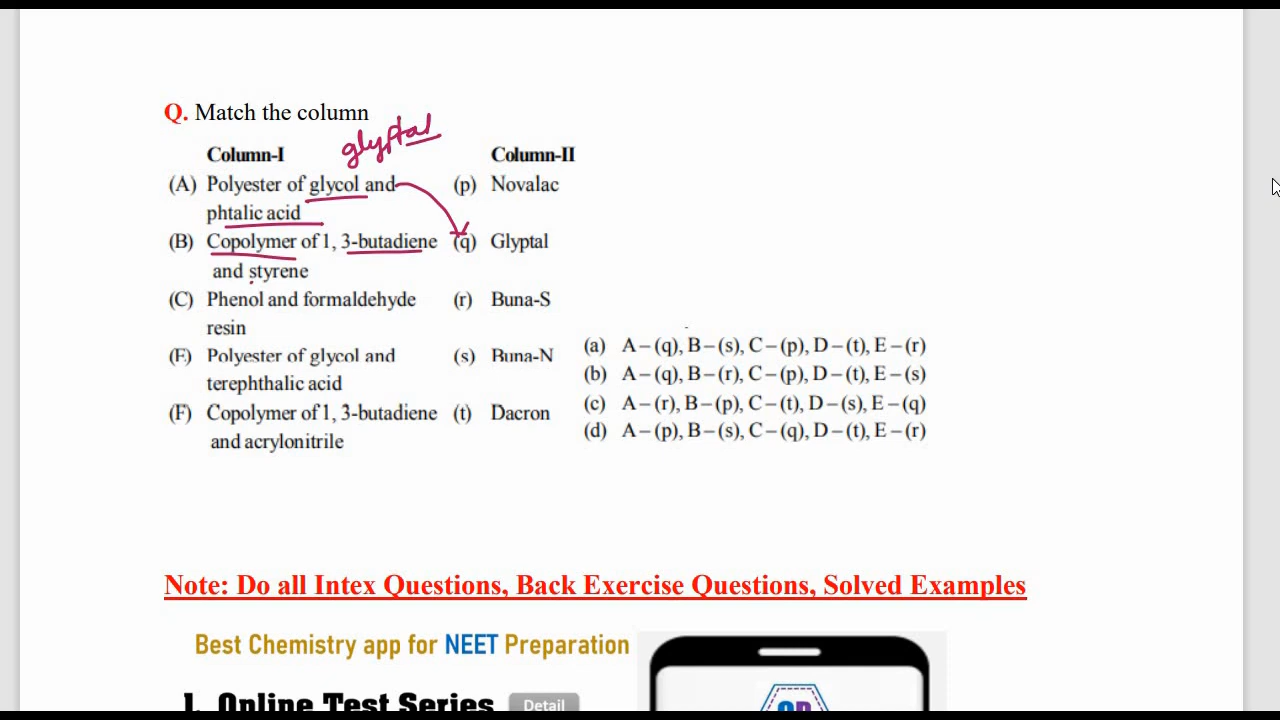 Q. Match the column
glyptal
Column-I Column-II
(A) Polyester of glycol and (p) Novalac
phtalic acid
(B) Copolymer of 1, 3-butadiene (q) Glyptal
and styrene
(C) Phenol and formaldehyde (r) Buna-S
resin
(E) Polyester of glycol and (s) Buna-N
terephthalic acid
(F) Copolymer of 1, 3-butadiene (t) Dacron
and acrylonitrile
(a) A – (q), B – (s), C – (p), D – (t), E – (r)
(b) A – (q), B – (r), C – (p), D – (t), E – (s)
(c) A – (r), B – (p), C – (t), D – (s), E – (q)
(d) A – (p), B – (s), C – (q), D – (t), E – (r)
Note: Do all Intex Questions, Back Exercise Questions, Solved Examples
Best Chemistry app for NEET Preparation
1. Online Test Series Detail